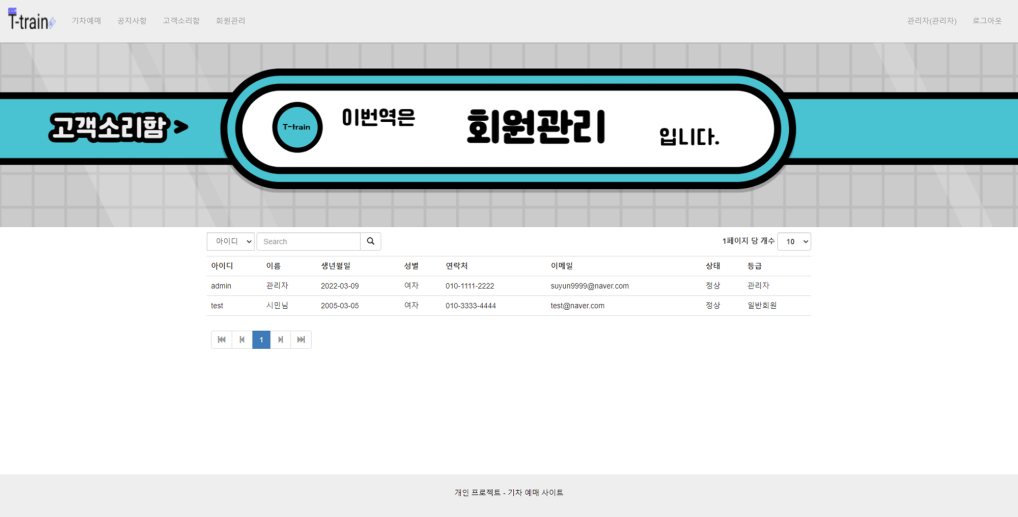 T-train
기차예매 공지사항 고객소리함 회원관리 관리자(관리자) 로그아웃
고객소리함 >
T-train
이번역은 회원관리 입니다.
아이디 Search 1페이지 당 개수 10
아이디 이름 생년월일 성별 연락처 이메일 상태 등급
admin 관리자 2022-03-09 여자 010-1111-2222 suyun9999@naver.com 정상 관리자
test 시민님 2005-03-05 여자 010-3333-4444 test@naver.com 정상 일반회원
1
개인 프로젝트 - 기차 예매 사이트